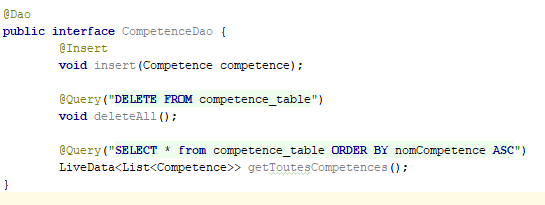 @Dao
public interface CompetenceDao {
@Insert
void insert(Competence competence);
@Query("DELETE FROM competence_table")
void deleteAll();
@Query("SELECT * from competence_table ORDER BY nomCompetence ASC")
LiveData<List<Competence>> getToutesCompetences();
}